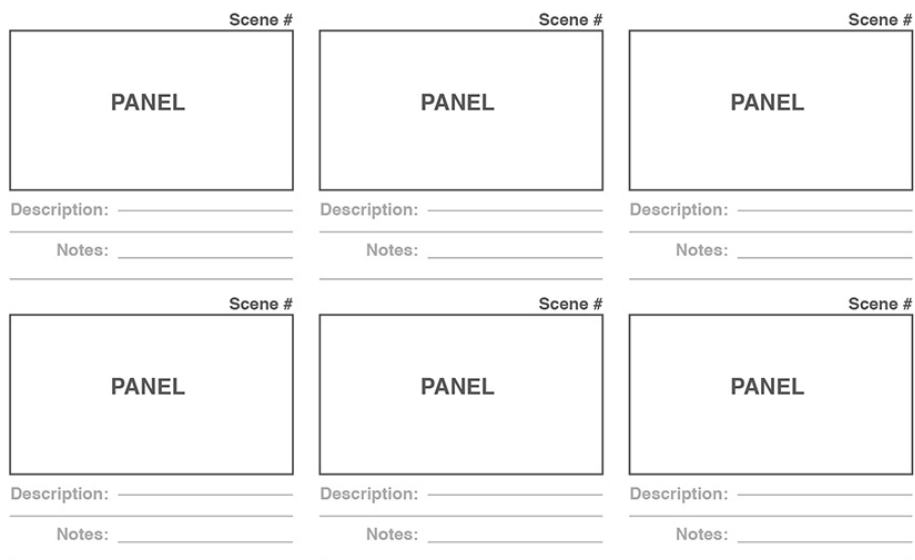 Scene # Scene # Scene #
PANEL PANEL PANEL
Description: Description: Description:
Notes: Notes: Notes:
Scene # Scene # Scene #
PANEL PANEL PANEL
Description: Description: Description:
Notes: Notes: Notes: